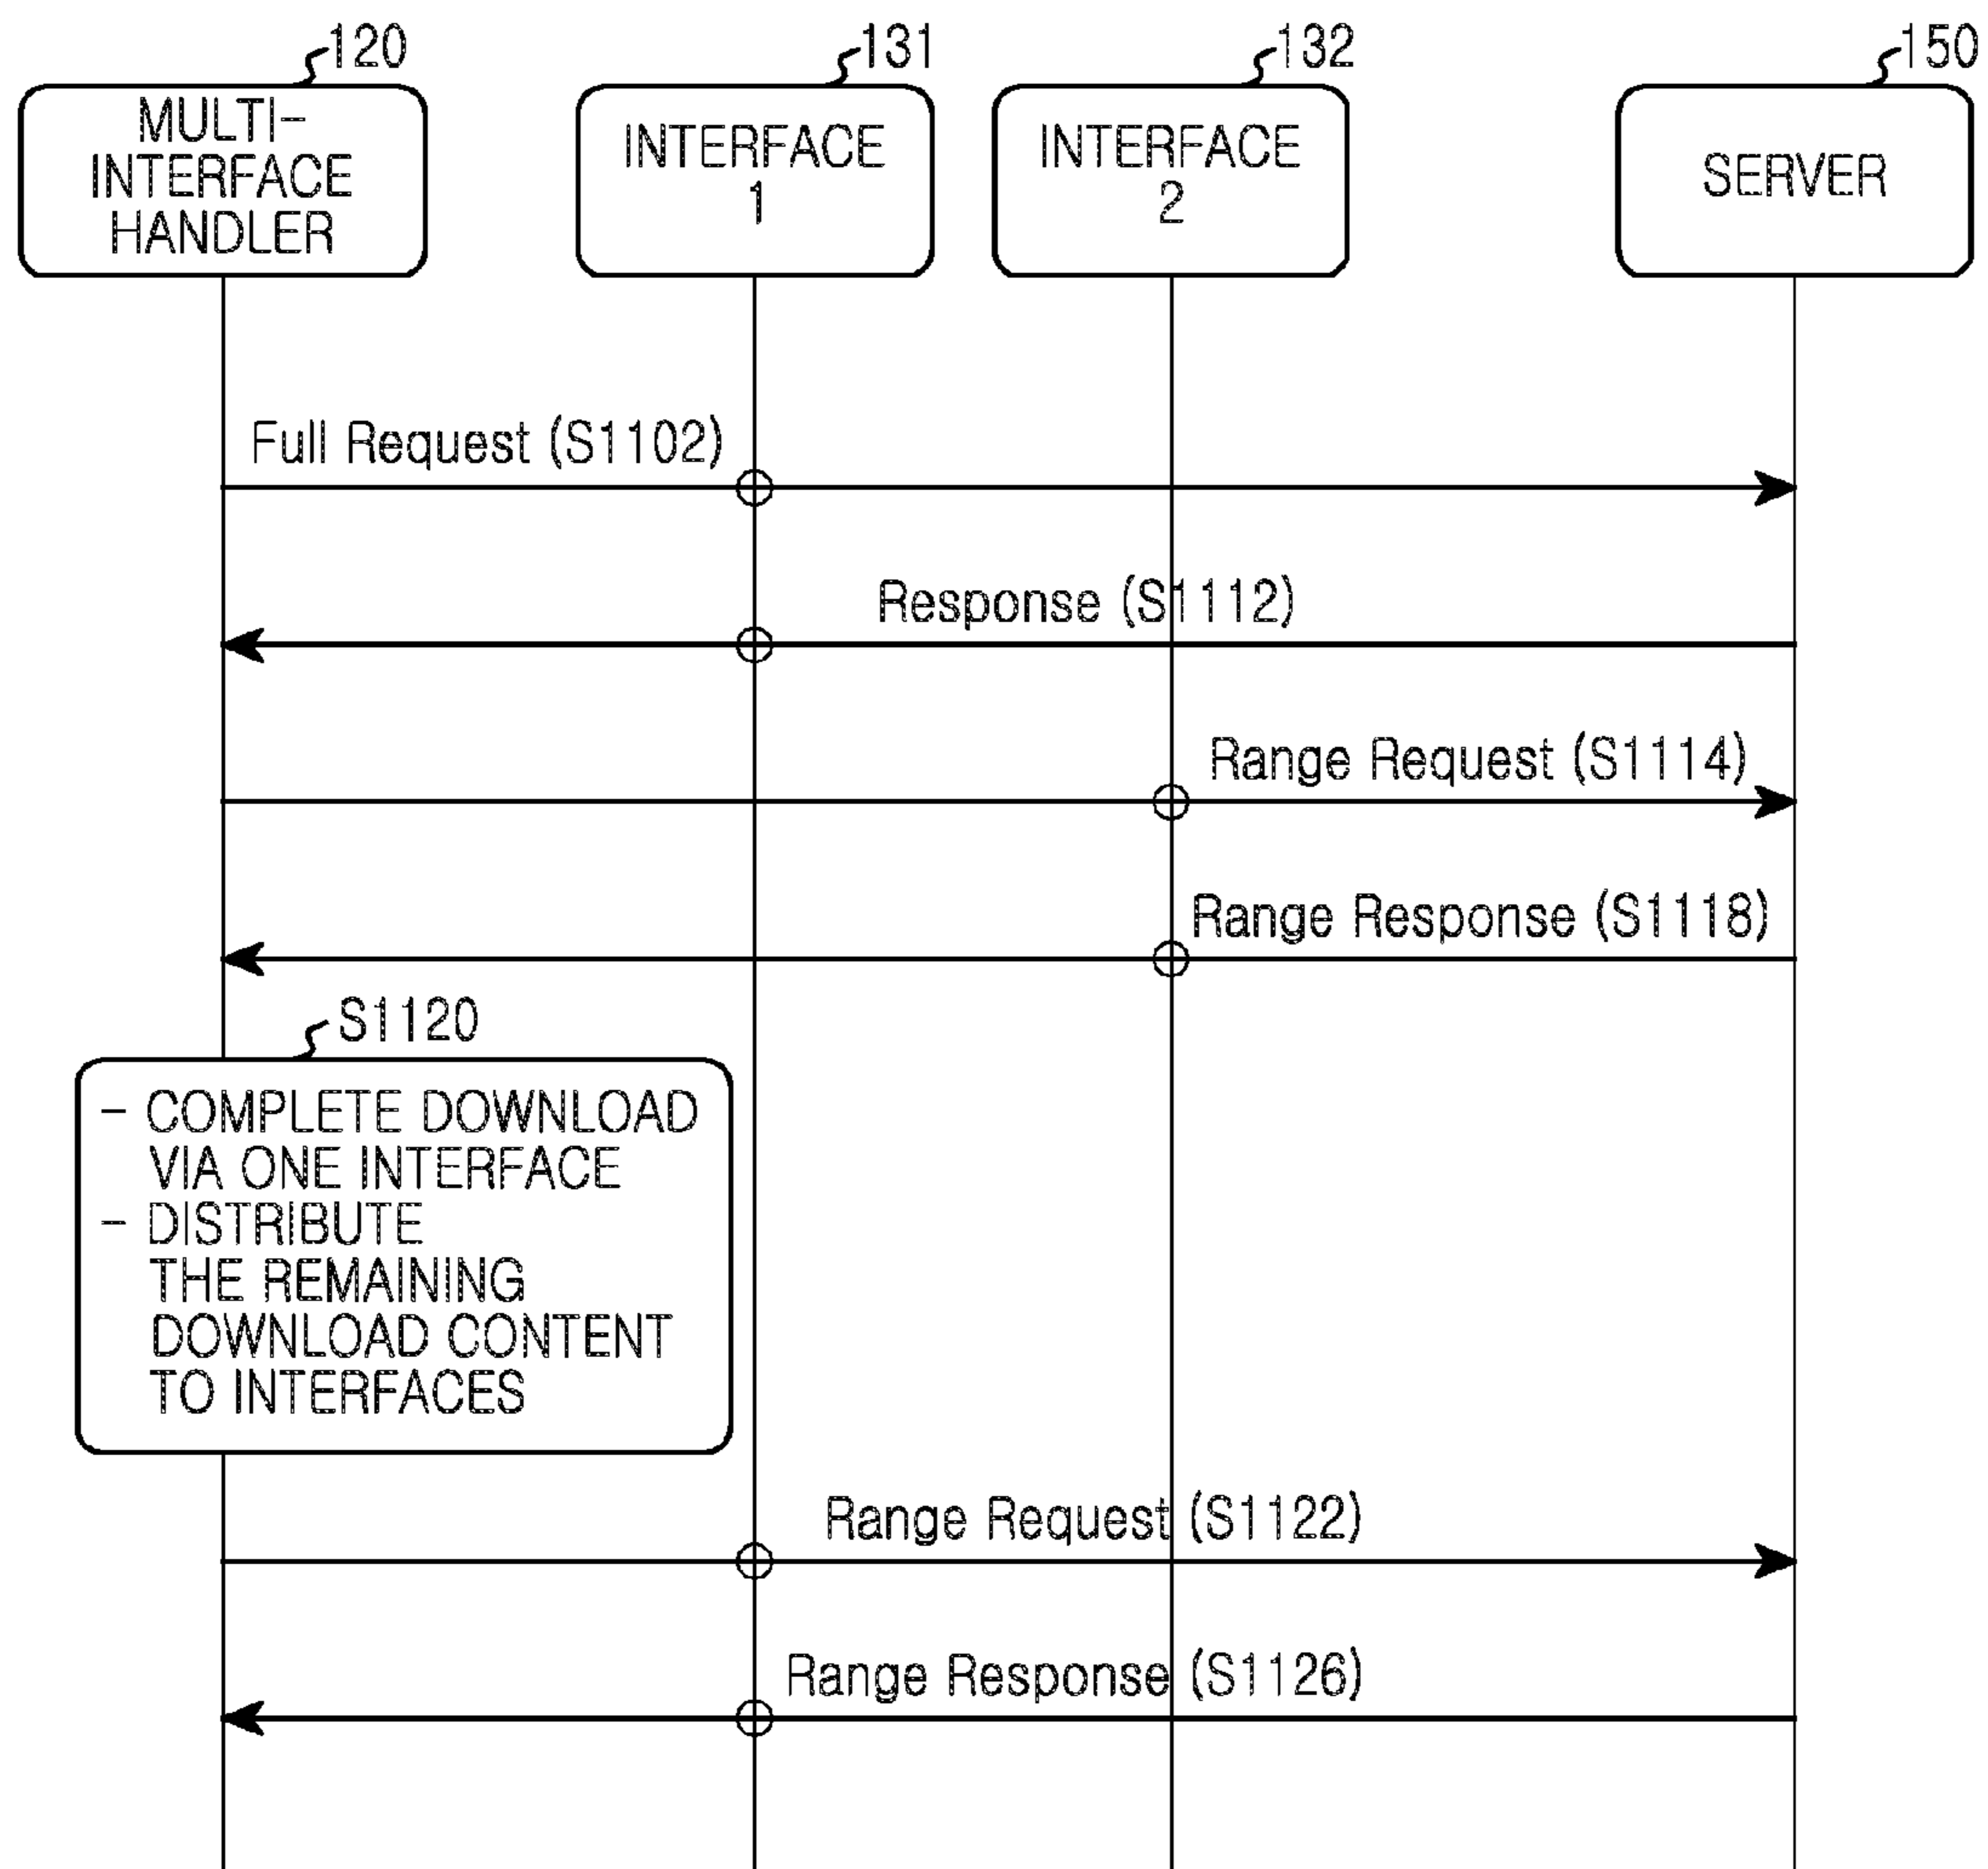 120
131
132
150
MULTI-
INTERFACE
HANDLER
INTERFACE
1
INTERFACE
2
SERVER
Full Request (S1102)
Response (S1112)
Range Request (S1114)
Range Response (S1118)
S1120
- COMPLETE DOWNLOAD
VIA ONE INTERFACE
- DISTRIBUTE
THE REMAINING
DOWNLOAD CONTENT
TO INTERFACES
Range Request (S1122)
Range Response (S1126)